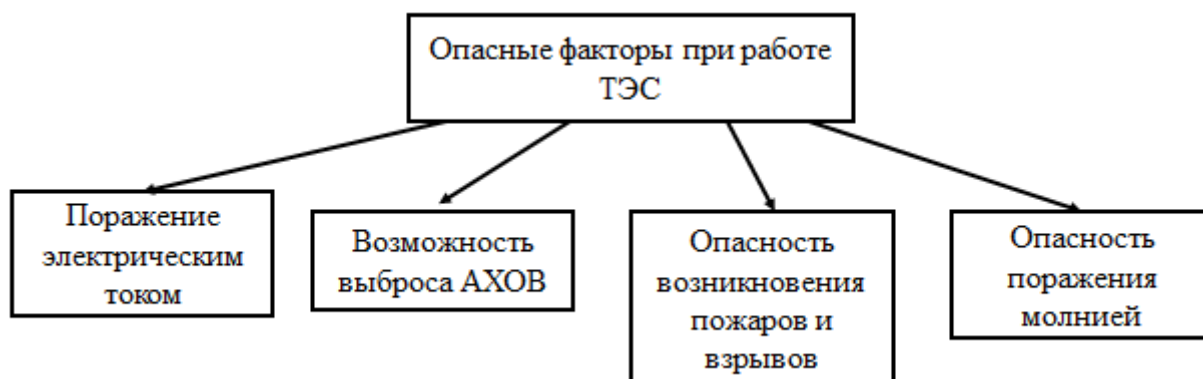 Опасные факторы при работе
ТЭС
Поражение
электрическим
током
Возможность
выброса АХОВ
Опасность
возникновения
пожаров и
взрывов
Опасность
поражения
молнией